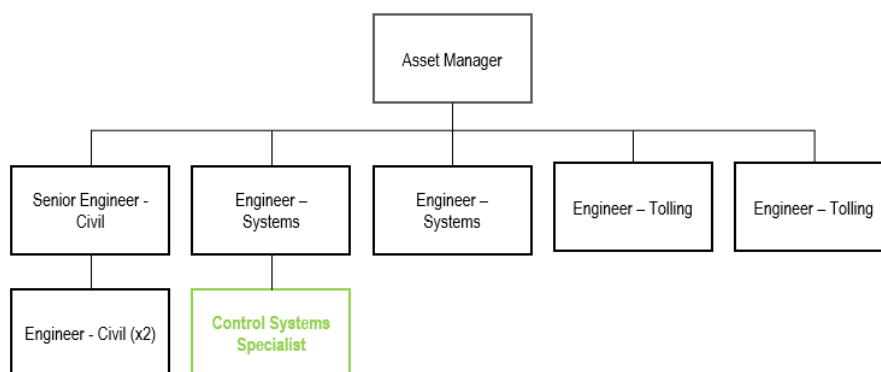 Asset Manager
Senior Engineer -
Civil
Engineer –
Systems
Engineer –
Systems
Engineer – Tolling
Engineer – Tolling
Engineer - Civil (x2)
Control Systems
Specialist